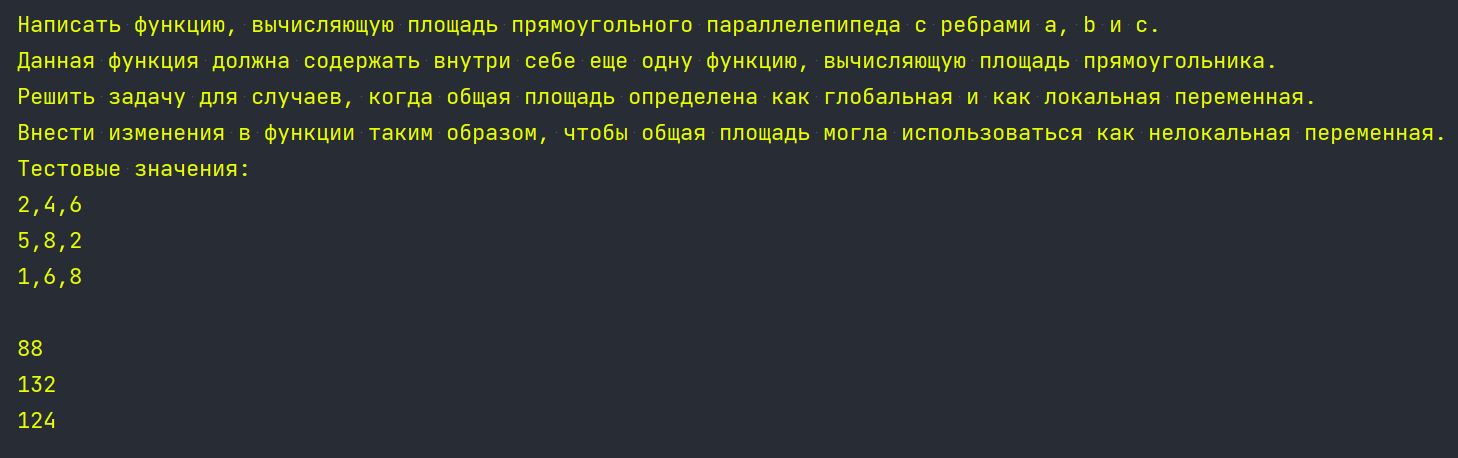 Написать функцию, вычисляющую площадь прямоугольного параллелепипеда с ребрами a, b и c.
Данная функция должна содержать внутри себе еще одну функцию, вычисляющую площадь прямоугольника.
Решить задачу для случаев, когда общая площадь определена как глобальная и как локальная переменная.
Внести изменения в функции таким образом, чтобы общая площадь могла использоваться как нелокальная переменная.
Тестовые значения:
2,4,6
5,8,2
1,6,8
88
132
124